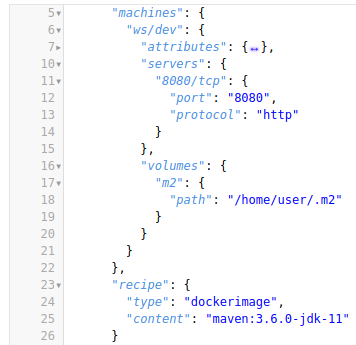 5▾ "machines": {
6▾ "ws/dev": {
7▸ "attributes": {↔},
10▾ "servers": {
11▾ "8080/tcp": {
12 "port": "8080",
13 "protocol": "http"
14 }
15 },
16▾ "volumes": {
17▾ "m2": {
18 "path": "/home/user/.m2"
19 }
20 }
21 }
22 },
23▾ "recipe": {
24 "type": "dockerimage",
25 "content": "maven:3.6.0-jdk-11"
26 }